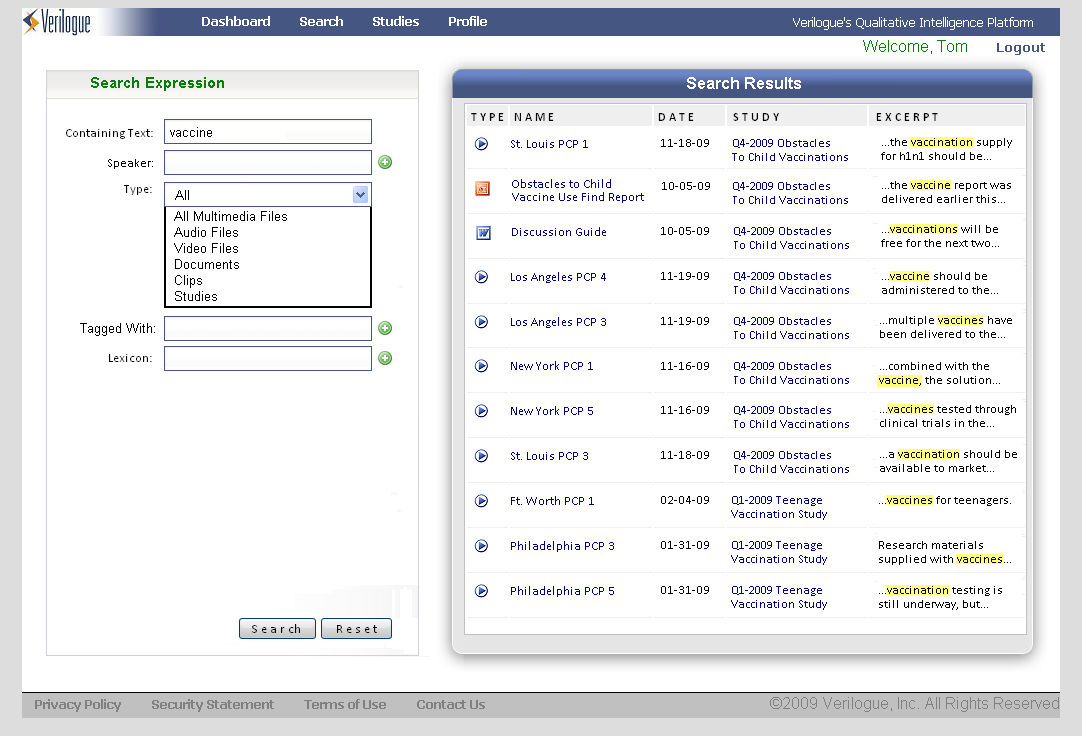 Verilogue
Dashboard Search Studies Profile
Verilogue's Qualitative Intelligence Platform
Welcome, Tom Logout
Search Expression
Containing Text: vaccine
Speaker:
Type: All
All Multimedia Files
Audio Files
Video Files
Documents
Clips
Studies
Tagged With:
Lexicon:
Search Reset
Search Results
TYPE NAME DATE STUDY EXCERPT
St. Louis PCP 1 11-18-09 Q4-2009 Obstacles ...the vaccination supply
To Child Vaccinations for h1n1 should be...
Obstacles to Child 10-05-09 Q4-2009 Obstacles ...the vaccine report was
Vaccine Use Find Report To Child Vaccinations delivered earlier this...
Discussion Guide 10-05-09 Q4-2009 Obstacles ...vaccinations will be
To Child Vaccinations free for the next two...
Los Angeles PCP 4 11-19-09 Q4-2009 Obstacles ...vaccine should be
To Child Vaccinations administered to the...
Los Angeles PCP 3 11-19-09 Q4-2009 Obstacles ...multiple vaccines have
To Child Vaccinations been delivered to the...
New York PCP 1 11-16-09 Q4-2009 Obstacles ...combined with the
To Child Vaccinations vaccine, the solution...
New York PCP 5 11-16-09 Q4-2009 Obstacles ...vaccines tested through
To Child Vaccinations clinical trials in the...
St. Louis PCP 3 11-18-09 Q4-2009 Obstacles ...a vaccination should be
To Child Vaccinations available to market...
Ft. Worth PCP 1 02-04-09 Q1-2009 Teenage ...vaccines for teenagers.
Vaccination Study
Philadelphia PCP 3 01-31-09 Q1-2009 Teenage Research materials
Vaccination Study supplied with vaccines...
Philadelphia PCP 5 01-31-09 Q1-2009 Teenage ...vaccination testing is
Vaccination Study still underway, but...
Privacy Policy Security Statement Terms of Use Contact Us ©2009 Verilogue, Inc. All Rights Reserved